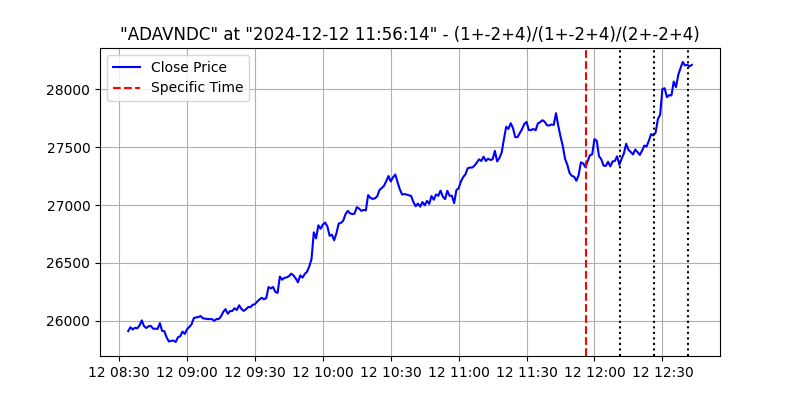 "ADAVNDC" at "2024-12-12 11:56:14" - (1+-2+4)/(1+-2+4)/(2+-2+4)
Close Price
Specific Time
28000
27500
27000
26500
26000
12 08:30 12 09:00 12 09:30 12 10:00 12 10:30 12 11:00 12 11:30 12 12:00 12 12:30